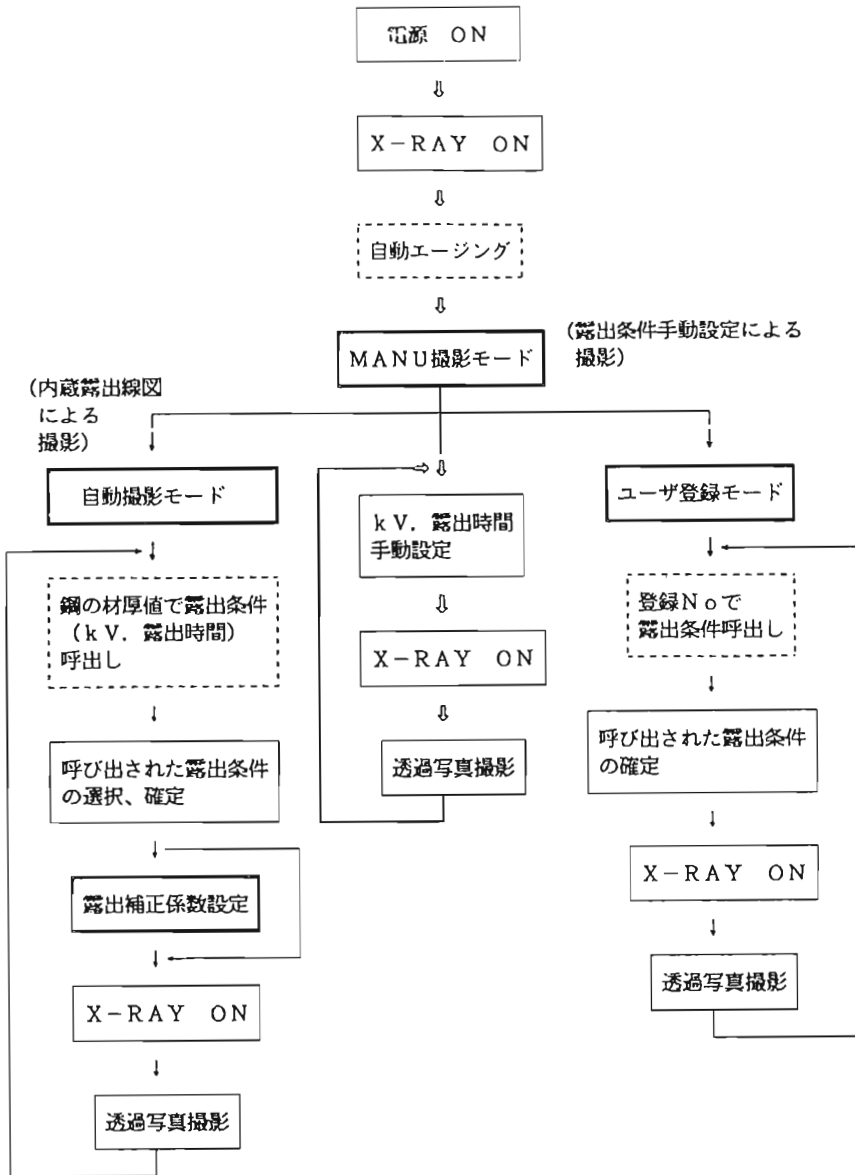 電源 ON
X-RAY ON
自動エージング
MANU撮影モード
(露出条件手動設定による
撮影)
(内蔵露出線図
による
撮影)
自動撮影モード
鋼の材厚値で露出条件
(kV.露出時間)
呼出し
呼び出された露出条件
の選択、確定
露出補正係数設定
X-RAY ON
透過写真撮影
kV.露出時間
手動設定
X-RAY ON
透過写真撮影
ユーザ登録モード
登録Noで
露出条件呼出し
呼び出された露出条件
の確定
X-RAY ON
透過写真撮影